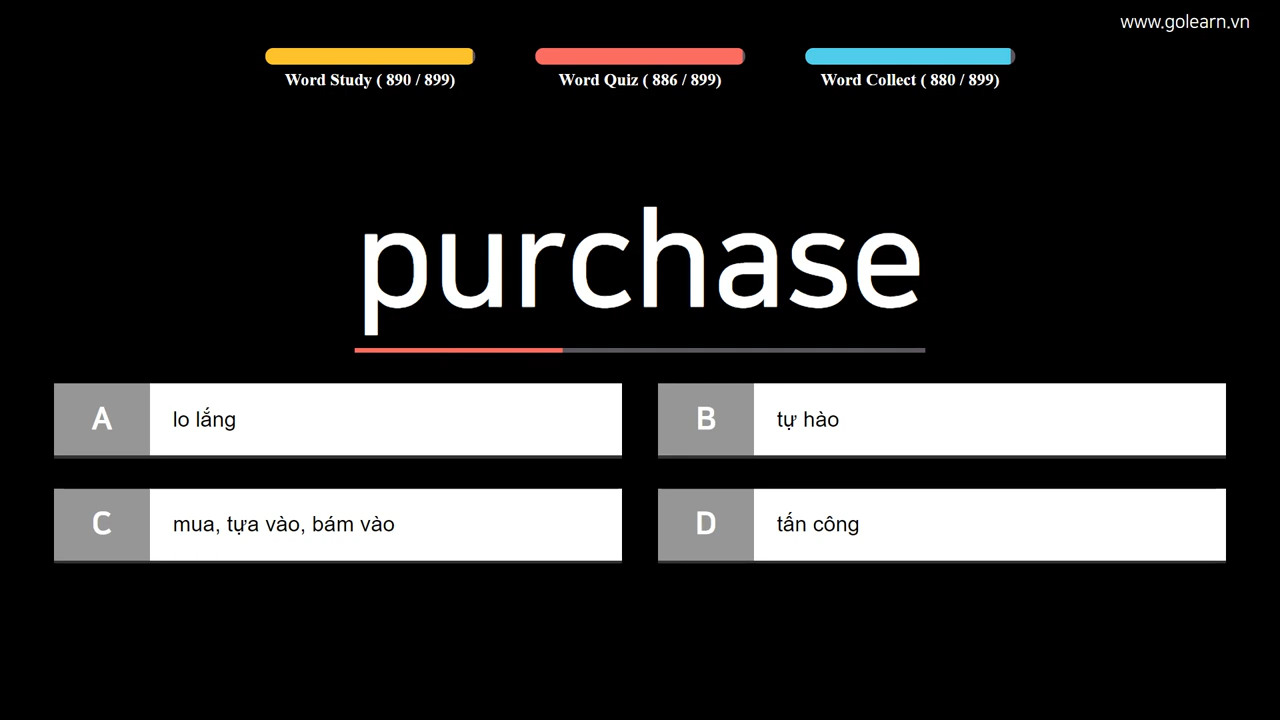 www.golearn.vn
Word Study ( 890 / 899)
Word Quiz ( 886 / 899)
Word Collect ( 880 / 899)
purchase
A lo lắng
B tự hào
C mua, tựa vào, bám vào
D tấn công